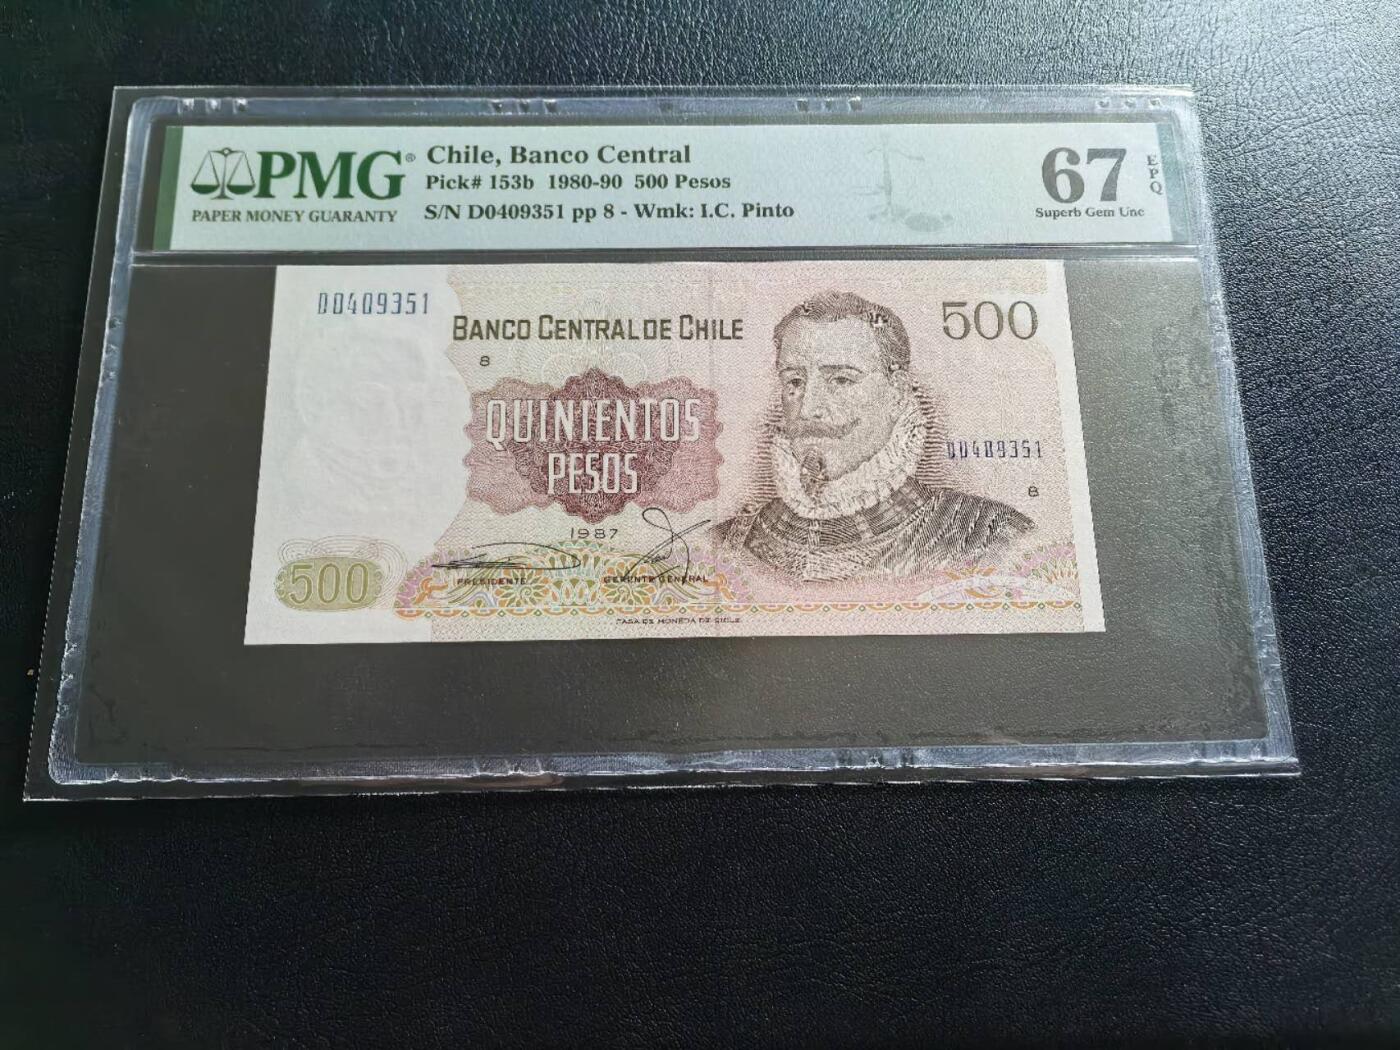 PMG®
PAPER MONEY GUARANTY
Chile, Banco Central
Pick# 153b 1980-90 500 Pesos
S/N D0409351 pp 8 - Wmk: I.C. Pinto
67
EPQ
Superb Gem Unc
D0409351
BANCO CENTRAL DE CHILE
500
8
QUINIENTOS
PESOS
D0409351
8
1987
500
PRESIDENTE
GERENTE GENERAL
CASA DE MONEDA DE CHILE